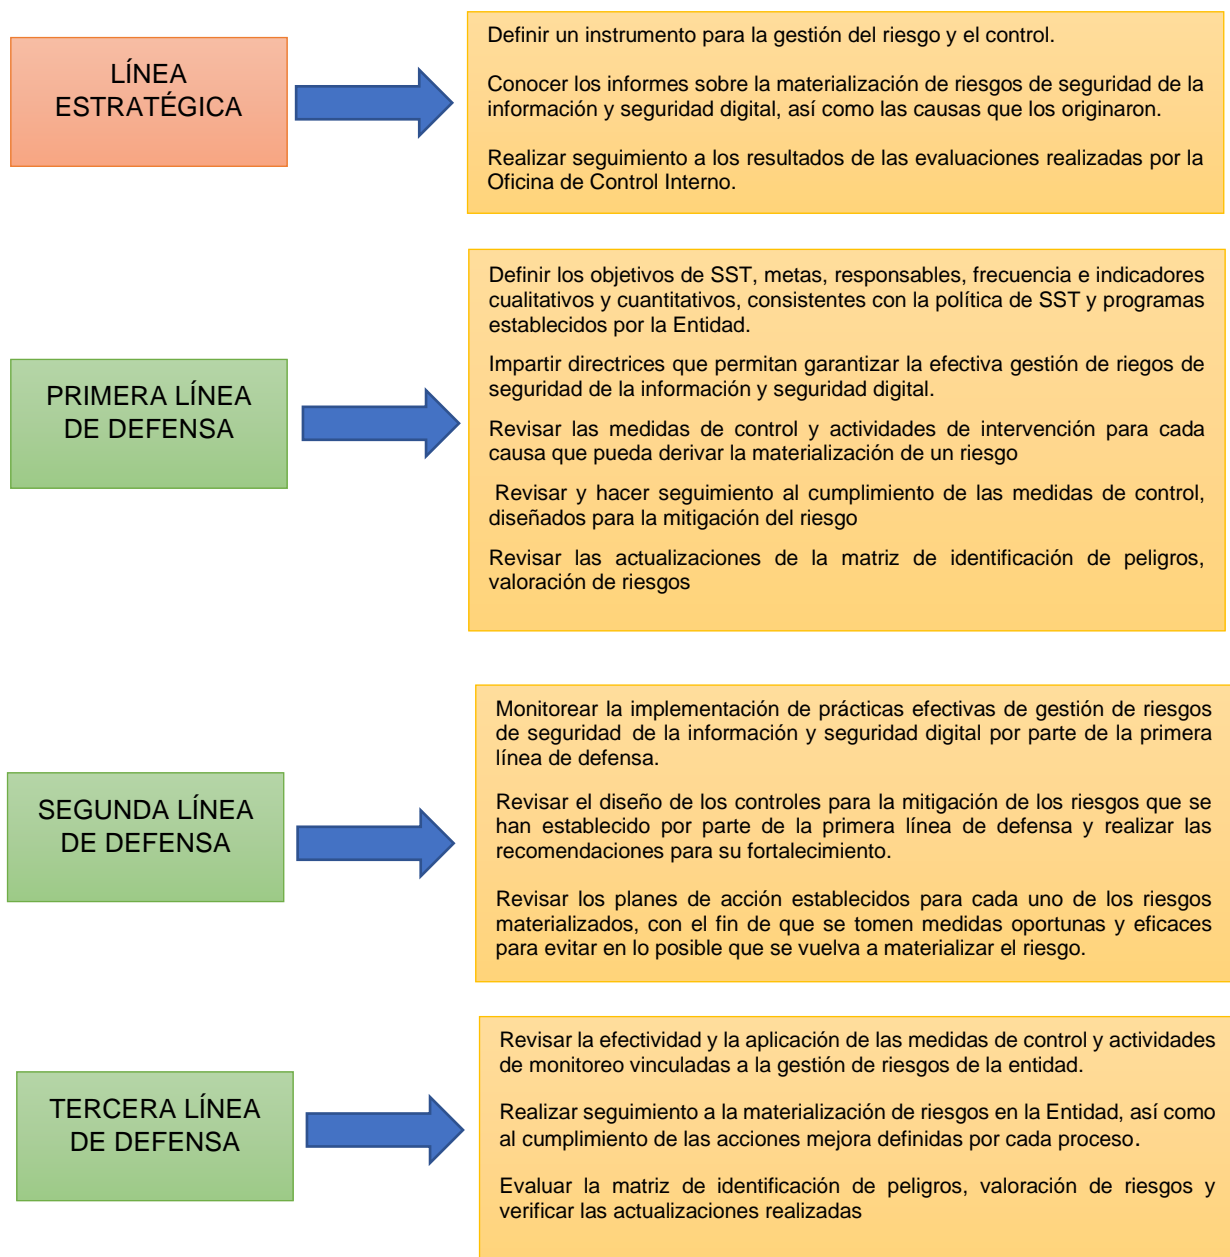 LÍNEA
ESTRATÉGICA
Definir un instrumento para la gestión del riesgo y el control.
Conocer los informes sobre la materialización de riesgos de seguridad de la
información y seguridad digital, así como las causas que los originaron.
Realizar seguimiento a los resultados de las evaluaciones realizadas por la
Oficina de Control Interno.
PRIMERA LÍNEA
DE DEFENSA
Definir los objetivos de SST, metas, responsables, frecuencia e indicadores
cualitativos y cuantitativos, consistentes con la política de SST y programas
establecidos por la Entidad.
Impartir directrices que permitan garantizar la efectiva gestión de riegos de
seguridad de la información y seguridad digital.
Revisar las medidas de control y actividades de intervención para cada
causa que pueda derivar la materialización de un riesgo
Revisar y hacer seguimiento al cumplimiento de las medidas de control,
diseñados para la mitigación del riesgo
Revisar las actualizaciones de la matriz de identificación de peligros,
valoración de riesgos
SEGUNDA LÍNEA
DE DEFENSA
Monitorear la implementación de prácticas efectivas de gestión de riesgos
de seguridad de la información y seguridad digital por parte de la primera
línea de defensa.
Revisar el diseño de los controles para la mitigación de los riesgos que se
han establecido por parte de la primera línea de defensa y realizar las
recomendaciones para su fortalecimiento.
Revisar los planes de acción establecidos para cada uno de los riesgos
materializados, con el fin de que se tomen medidas oportunas y eficaces
para evitar en lo posible que se vuelva a materializar el riesgo.
TERCERA LÍNEA
DE DEFENSA
Revisar la efectividad y la aplicación de las medidas de control y actividades
de monitoreo vinculadas a la gestión de riesgos de la entidad.
Realizar seguimiento a la materialización de riesgos en la Entidad, así como
al cumplimiento de las acciones mejora definidas por cada proceso.
Evaluar la matriz de identificación de peligros, valoración de riesgos y
verificar las actualizaciones realizadas